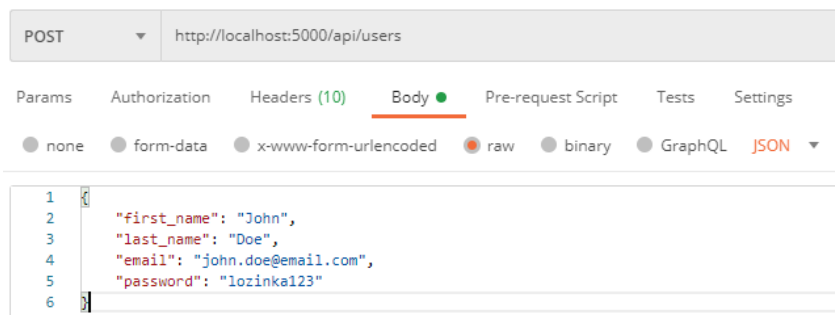 POST http://localhost:5000/api/users
Params Authorization Headers (10) Body Pre-request Script Tests Settings
none form-data x-www-form-urlencoded raw binary GraphQL JSON
1 {
2 "first_name": "John",
3 "last_name": "Doe",
4 "email": "john.doe@email.com",
5 "password": "lozinka123"
6 }